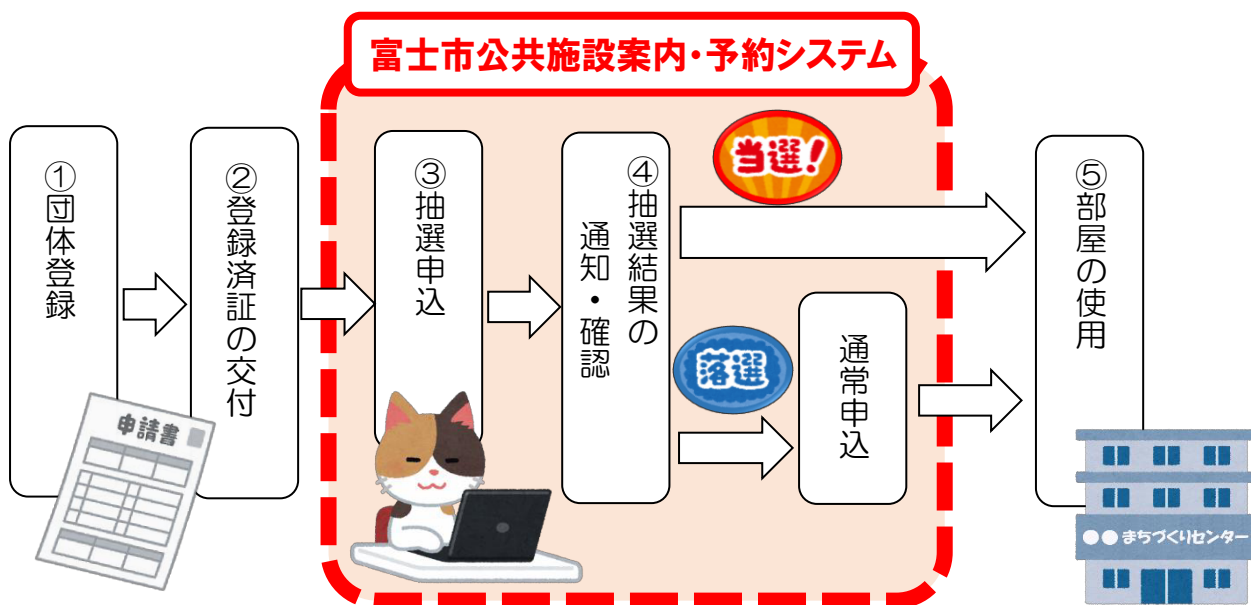 富士市公共施設案内・予約システム
①団体登録
②登録済証の交付
③抽選申込
④抽選結果の
通知・確認
当選！
落選
通常申込
⑤部屋の使用
申請書
●●まちづくりセンター